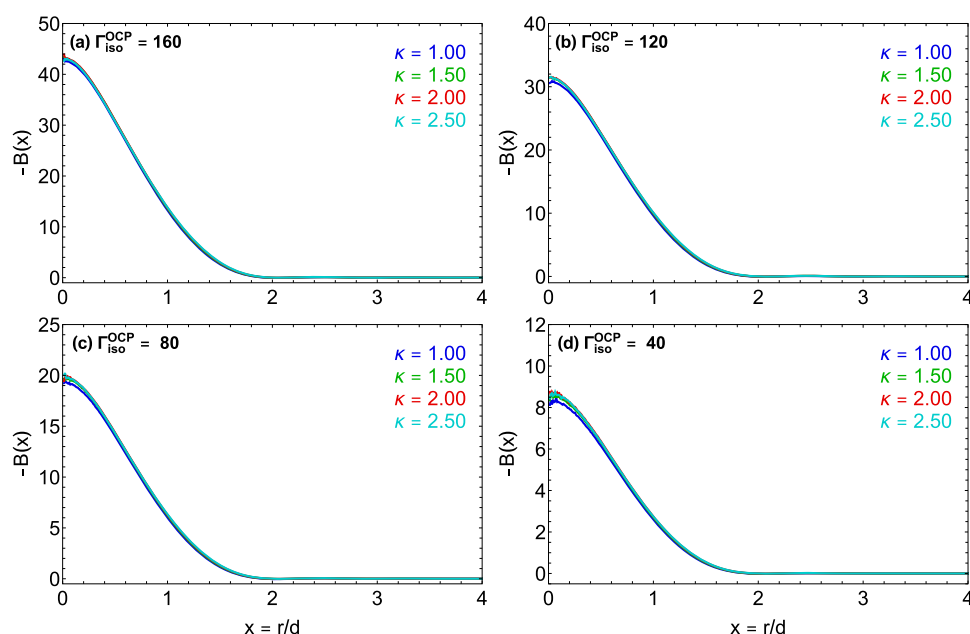 (a) Γ_iso^OCP = 160
κ = 1.00
κ = 1.50
κ = 2.00
κ = 2.50
-B(x)
50
40
30
20
10
0
0 1 2 3 4
(b) Γ_iso^OCP = 120
κ = 1.00
κ = 1.50
κ = 2.00
κ = 2.50
-B(x)
40
30
20
10
0
0 1 2 3 4
(c) Γ_iso^OCP = 80
κ = 1.00
κ = 1.50
κ = 2.00
κ = 2.50
-B(x)
25
20
15
10
5
0
0 1 2 3 4
x = r/d
(d) Γ_iso^OCP = 40
κ = 1.00
κ = 1.50
κ = 2.00
κ = 2.50
-B(x)
12
10
8
6
4
2
0
0 1 2 3 4
x = r/d